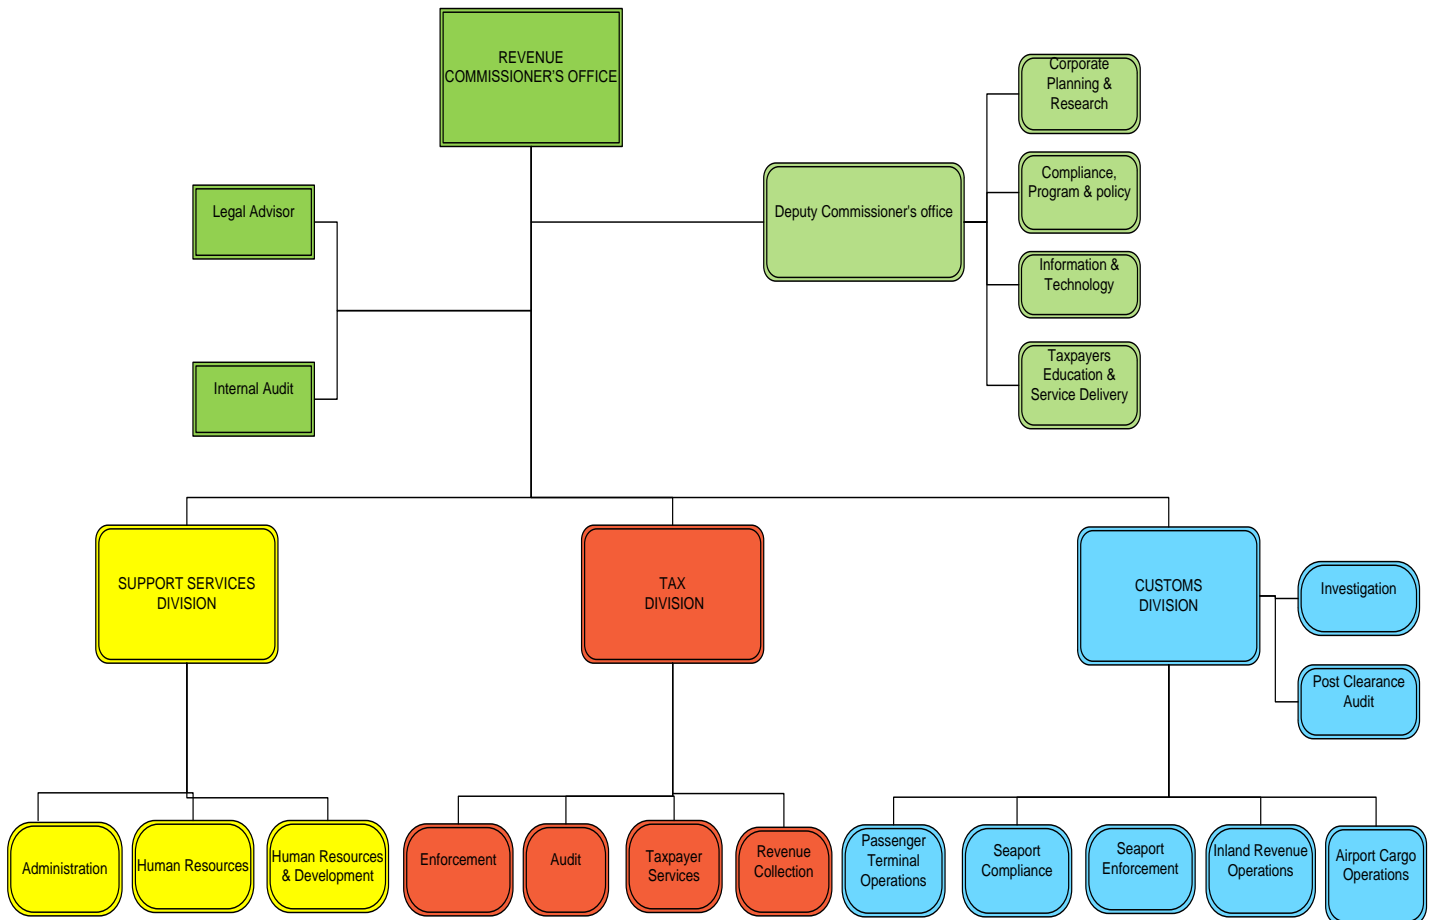 REVENUE
COMMISSIONER'S OFFICE
Corporate
Planning &
Research
Compliance,
Program & policy
Legal Advisor
Deputy Commissioner's office
Information &
Technology
Internal Audit
Taxpayers
Education &
Service Delivery
SUPPORT SERVICES
DIVISION
TAX
DIVISION
CUSTOMS
DIVISION
Investigation
Post Clearance
Audit
Administration
Human Resources
Human Resources
& Development
Enforcement
Audit
Taxpayer
Services
Revenue
Collection
Passenger
Terminal
Operations
Seaport
Compliance
Seaport
Enforcement
Inland Revenue
Operations
Airport Cargo
Operations